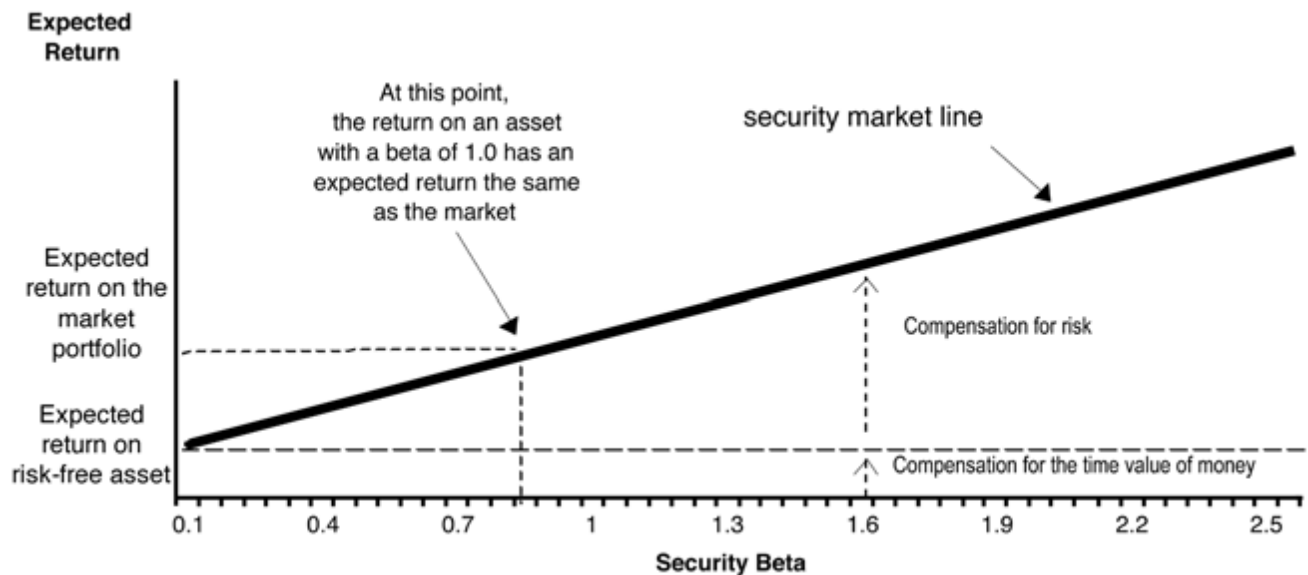 Expected
Return
At this point,
the return on an asset
with a beta of 1.0 has an
expected return the same
as the market
security market line
Expected
return on the
market
portfolio
Compensation for risk
Expected
return on
risk-free asset
Compensation for the time value of money
0.1 0.4 0.7 1 1.3 1.6 1.9 2.2 2.5
Security Beta